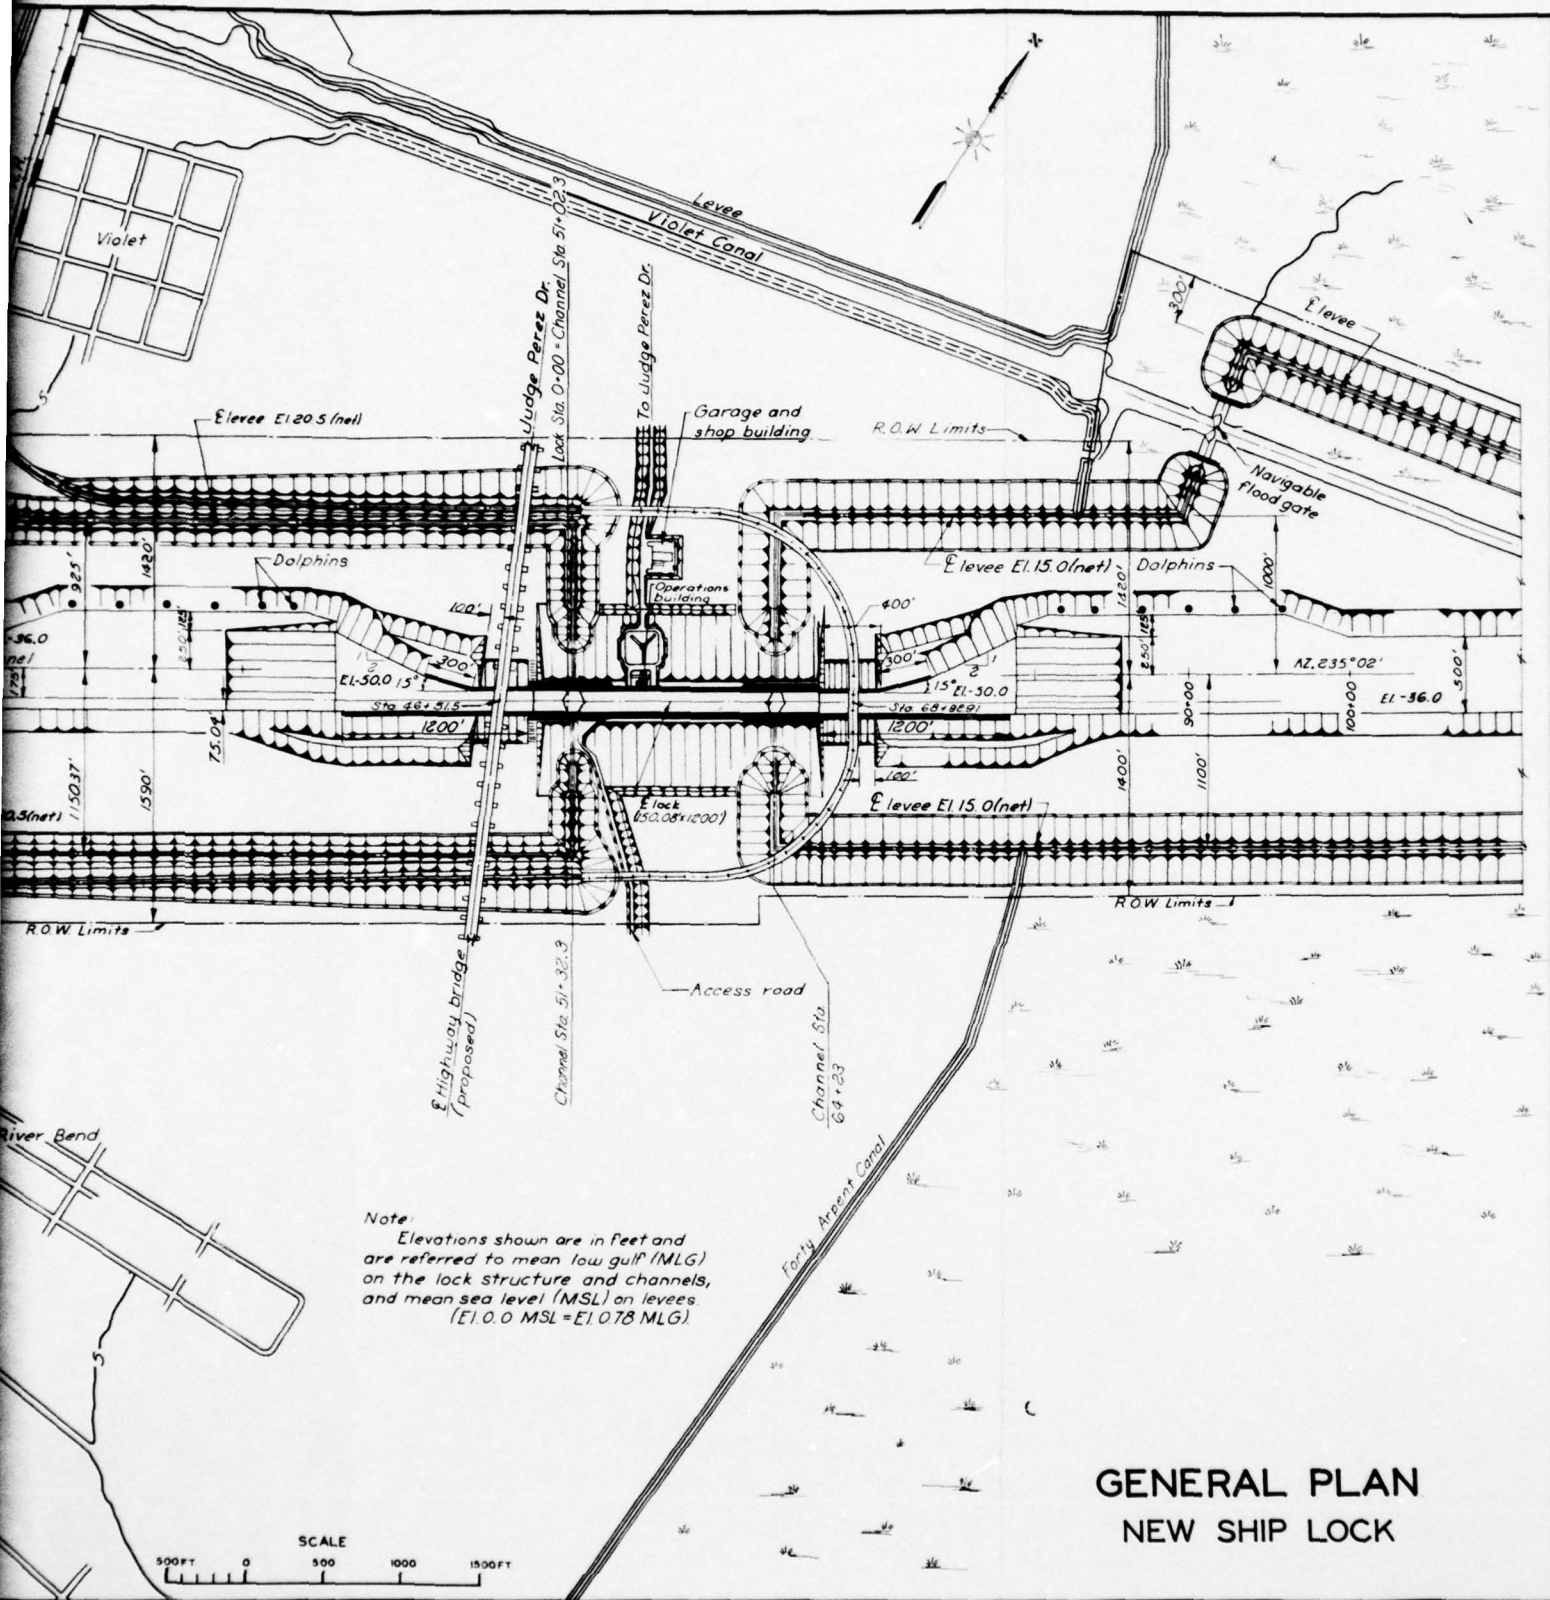 Levee
Violet Canal
Violet
Judge Perez Dr.
Lock Sta. 0+00 = Channel Sta. 51+02.3
To Judge Perez Dr.
300'
℄ levee
S
℄ levee El. 20.5 (net)
Garage and
shop building
R.O.W. Limits
Navigable
flood gate
Dolphins
℄ levee El. 15.0 (net)
Dolphins
925'
1420'
1420'
1000'
Operations
building
100'
400'
250'
125'
250'
125'
-36.0
175'
300'
300'
1
2
1
2
El.-50.0
15°
15°
El.-50.0
AZ. 235° 02'
500'
Sta. 46+51.5
1200'
1200'
90+00
100+00
El. -36.0
75.04'
1150.37'
1590'
100'
1400'
1100'
℄ lock
(150.08'x1200')
℄ levee El. 15.0 (net)
R.O.W. Limits
R.O.W. Limits
Access road
℄ Highway bridge
(proposed)
Channel Sta. 51+32.3
Channel Sta.
64+23
River Bend
Forty Arpent Canal
Note:
Elevations shown are in feet and
are referred to mean low gulf (MLG)
on the lock structure and channels,
and mean sea level (MSL) on levees.
(El. 0.0 MSL = El. 0.78 MLG).
S
GENERAL PLAN
NEW SHIP LOCK
SCALE
500 FT. 0 500 1000 1500 FT.